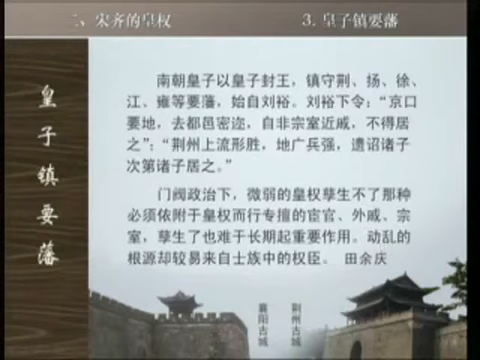 二、宋齐的皇权
3.皇子镇要藩
皇子镇要藩
南朝皇子以皇子封王，镇守荆、扬、徐、
江、雍等要藩，始自刘裕。刘裕下令：“京口
要地，去都邑密迩，自非宗室近戚，不得居
之”；“荆州上流形胜，地广兵强，遗诏诸子
次第诸子居之。”
门阀政治下，微弱的皇权孽生不了那种
必须依附于皇权而行专擅的宦官、外戚、宗
室，孽生了也难于长期起重要作用。动乱的
根源却较易来自士族中的权臣。 田余庆
襄阳古城
荆州古城